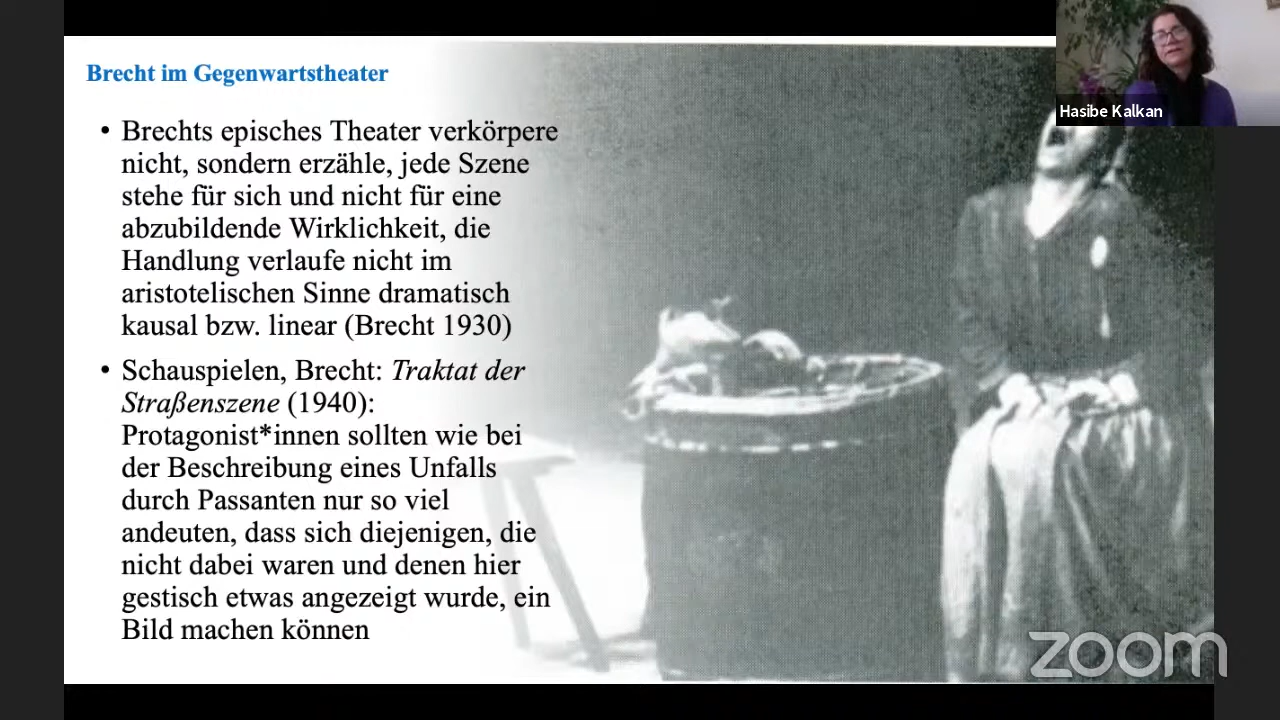 Brecht im Gegenwartstheater
• Brechts episches Theater verkörpere
nicht, sondern erzähle, jede Szene
stehe für sich und nicht für eine
abzubildende Wirklichkeit, die
Handlung verlaufe nicht im
aristotelischen Sinne dramatisch
kausal bzw. linear (Brecht 1930)
• Schauspielen, Brecht: Traktat der
Straßenszene (1940):
Protagonist*innen sollten wie bei
der Beschreibung eines Unfalls
durch Passanten nur so viel
andeuten, dass sich diejenigen, die
nicht dabei waren und denen hier
gestisch etwas angezeigt wurde, ein
Bild machen können
Hasibe Kalkan
zoom